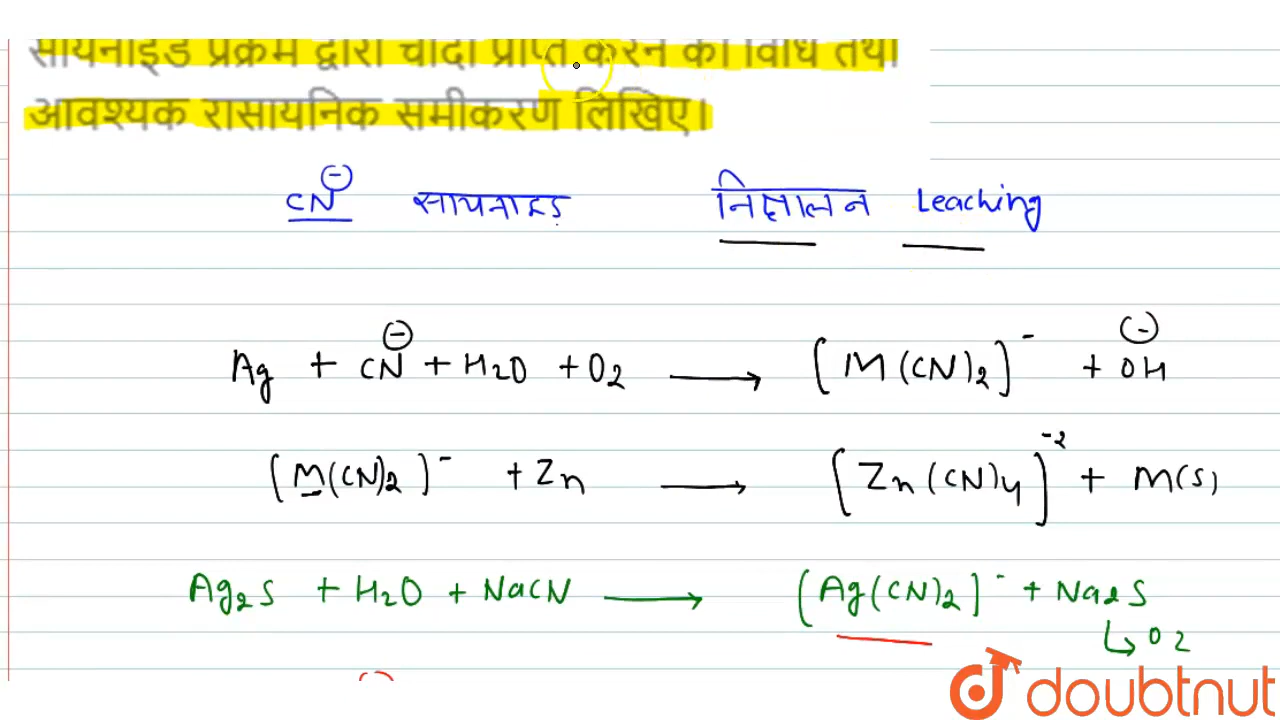 सायनाइड प्रक्रम द्वारा चांदी प्राप्त करने की विधि तथा
आवश्यक रासायनिक समीकरण लिखिए।
CN⊖ सायनाइड निक्षालन Leaching
Ag + CN⊖ + H2O + O2 ⟶ [M(CN)2]⁻ + OH⊖
[M(CN)2]⁻ + Zn ⟶ [Zn(CN)4]⁻² + M(s)
Ag2S + H2O + NaCN ⟶ [Ag(CN)2]⁻ + Na2S
↳ O2
doubtnut